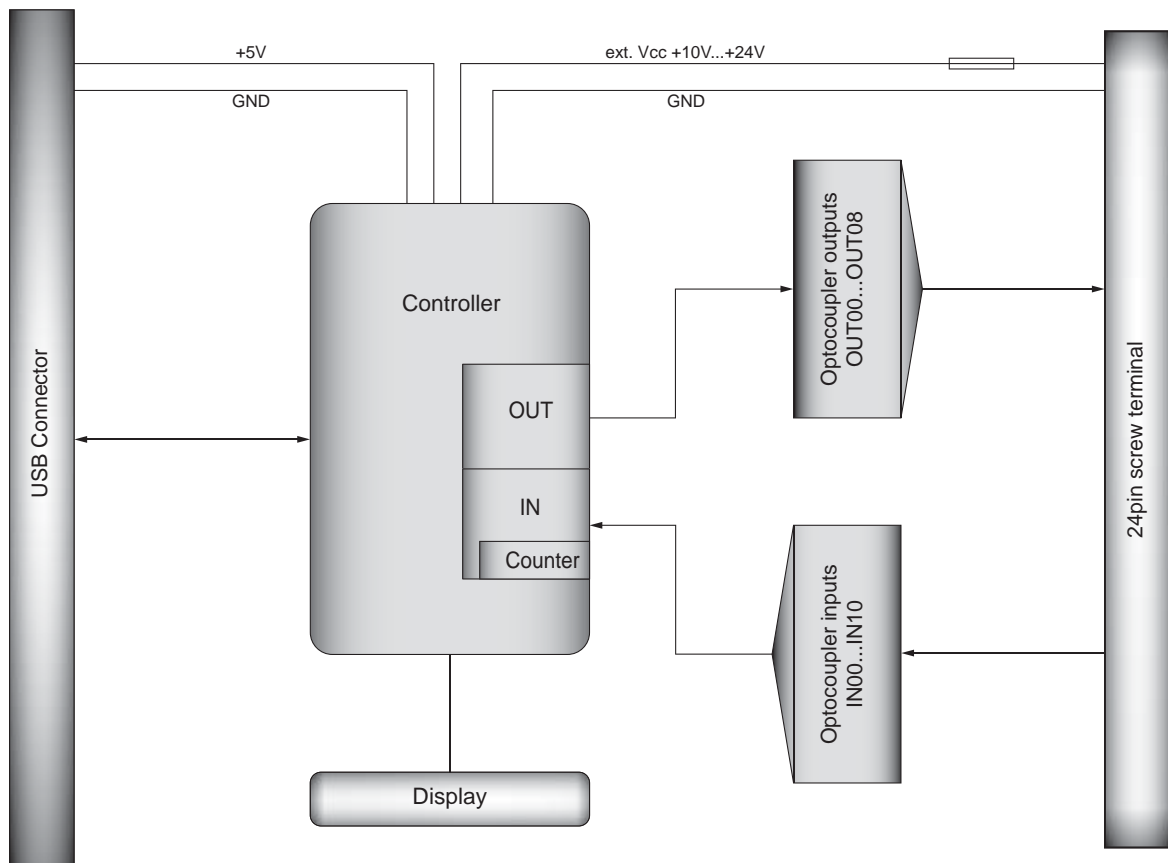 +5V
ext. Vcc +10V...+24V
GND
GND
Optocoupler outputs
OUT00...OUT08
Controller
USB Connector
OUT
24pin screw terminal
IN
Counter
Optocoupler inputs
IN00...IN10
Display